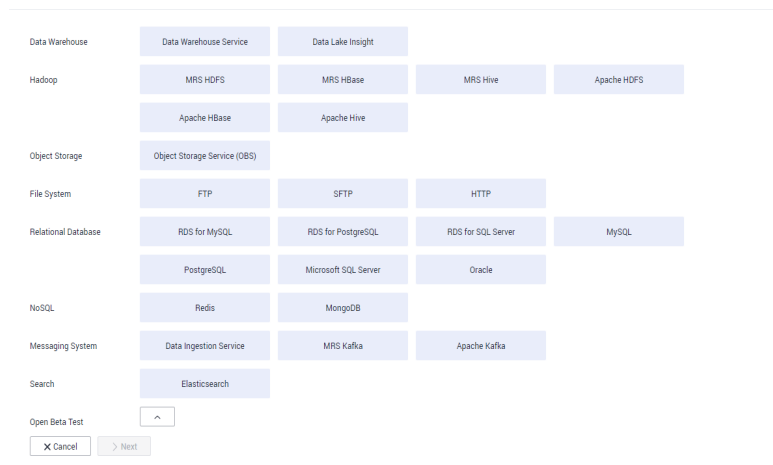 Data Warehouse Data Warehouse Service Data Lake Insight
Hadoop MRS HDFS MRS HBase MRS Hive Apache HDFS
Apache HBase Apache Hive
Object Storage Object Storage Service (OBS)
File System FTP SFTP HTTP
Relational Database RDS for MySQL RDS for PostgreSQL RDS for SQL Server MySQL
PostgreSQL Microsoft SQL Server Oracle
NoSQL Redis MongoDB
Messaging System Data Ingestion Service MRS Kafka Apache Kafka
Search Elasticsearch
Open Beta Test
Cancel Next